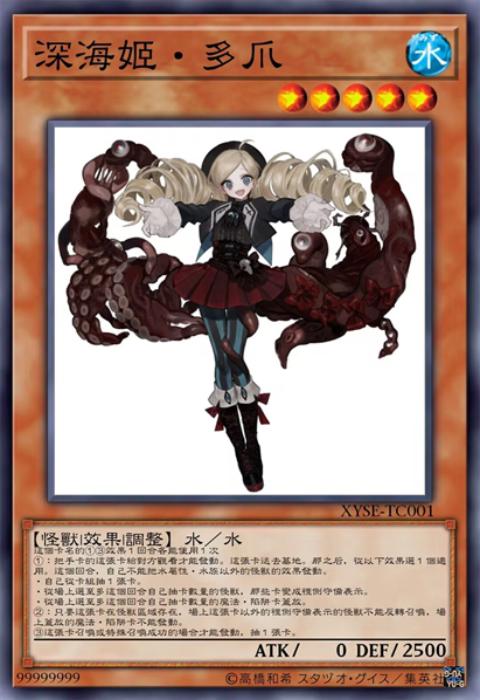 深海姬・多爪
みず
水
XYSE-TC001
【怪獸|效果|調整】 水／水
這個卡名的①③效果1回合各能使用1次
①：把手卡的這張卡給對方觀看才能發動。這張卡送去墓地。那之後，從以下效果選1個適
用。這個回合，自己不能把水屬性・水族以外的怪獸的效果發動。
・自己從卡組抽1張卡。
・從場上選至多這個回合自己抽卡數量的怪獸，那些卡變成裡側守備表示。
・從場上選至多這個回合自己抽卡數量的魔法・陷阱卡蓋放。
②：只要這張卡在怪獸區域存在，場上這張卡以外的裡側守備表示的怪獸不能反轉召喚，場
上蓋放的魔法・陷阱卡不能發動。
③這張卡召喚或特殊召喚成功的場合才能發動，抽1張卡。
ATK/ 0 DEF/2500
99999999
©高橋和希 スタジオ・ダイス／集英社